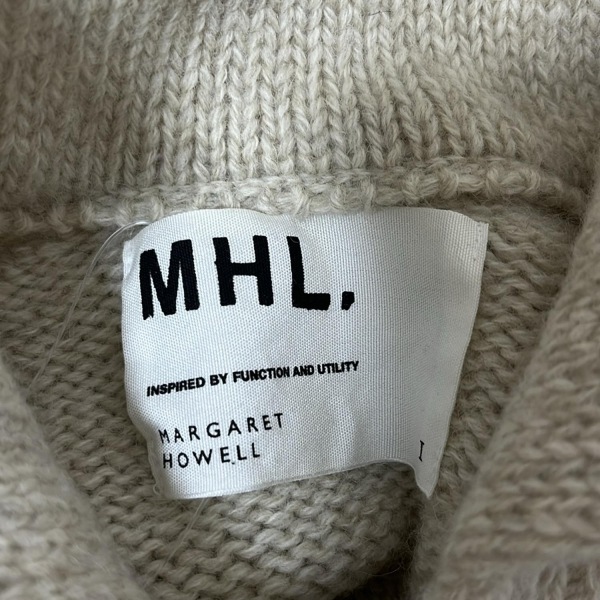 MHL.
INSPIRED BY FUNCTION AND UTILITY
MARGARET
HOWELL
I